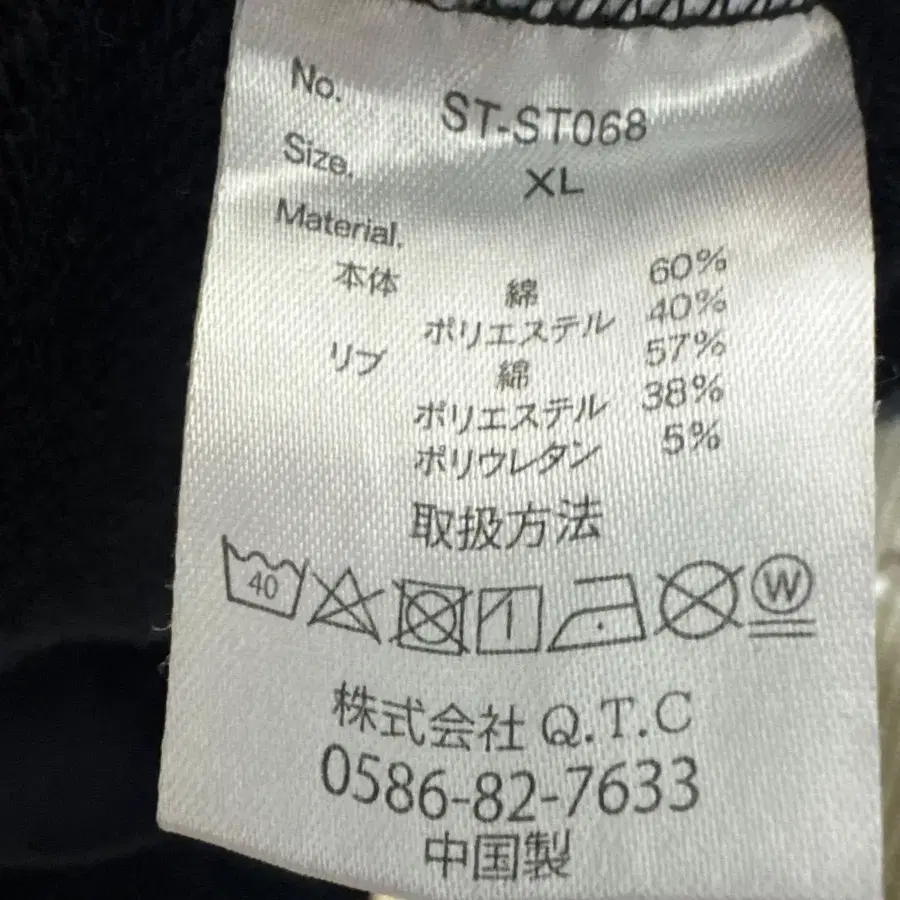 No. ST-ST068
Size. XL
Material.
本体 綿 60%
ポリエステル 40%
リブ 綿 57%
ポリエステル 38%
ポリウレタン 5%
取扱方法
40 W
株式会社 Q.T.C
0586-82-7633
中国製